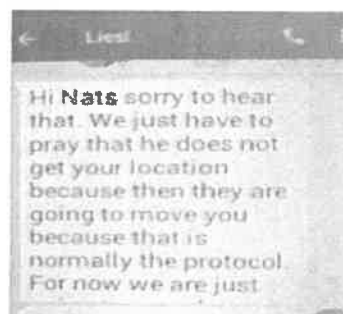 Liesl
Hi Nats sorry to hear
that. We just have to
pray that he does not
get your location
because then they are
going to move you
because that is
normally the protocol.
For now we are just